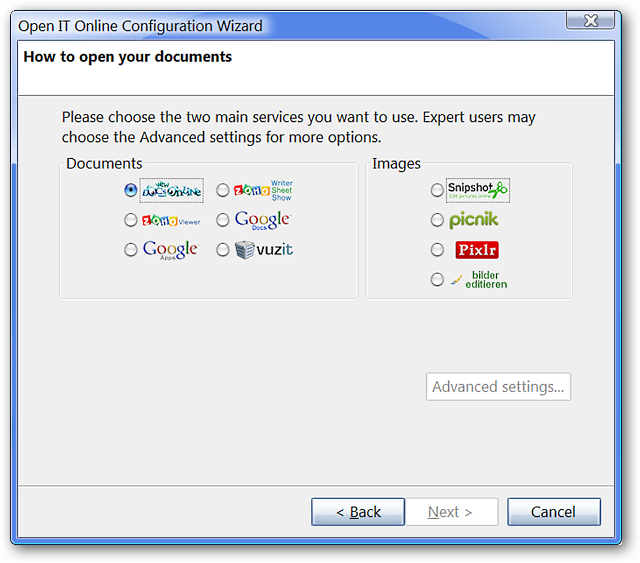 Open IT Online Configuration Wizard
How to open your documents
Please choose the two main services you want to use. Expert users may
choose the Advanced settings for more options.
Documents
view
DocsOnline
ZOHO Writer
Sheet
Show
ZOHO Viewer
Google
Docs
Google
Apps
vuzit
Images
Snipshot
Edit pictures online
picnik
Pixlr
bilder
editieren
Advanced settings...
< Back
Next >
Cancel